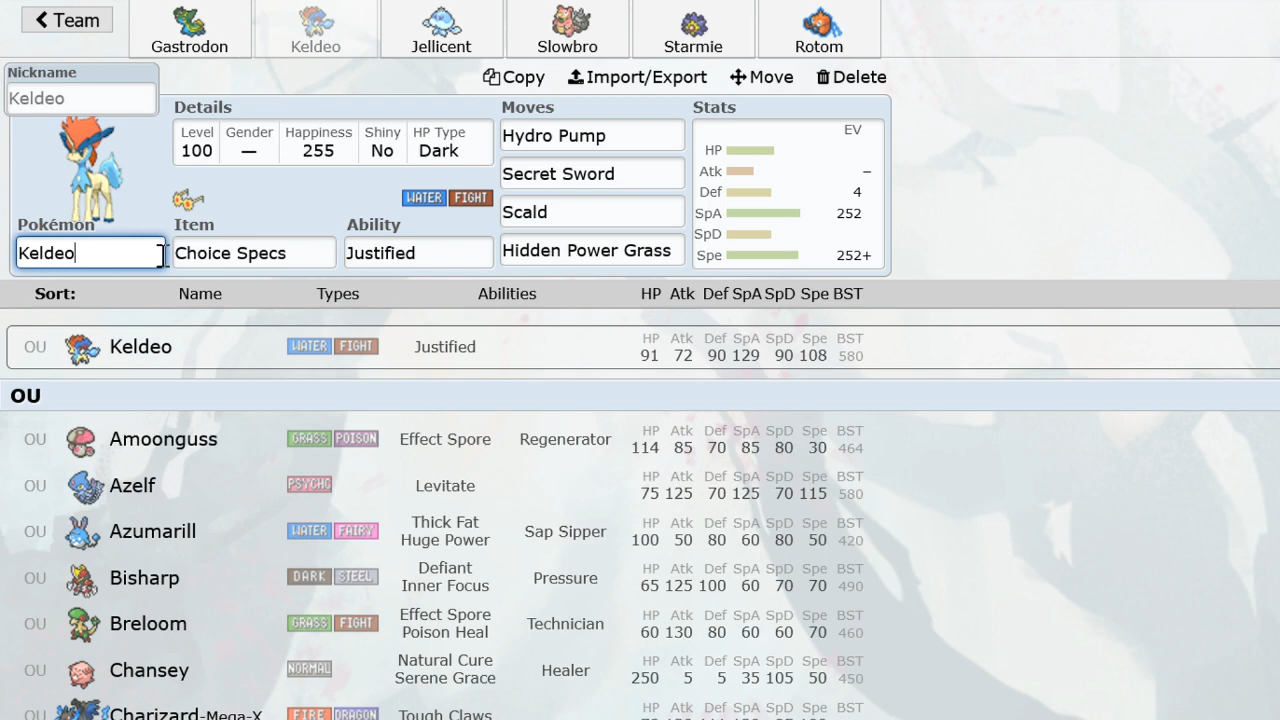 Team
Gastrodon Keldeo Jellicent Slowbro Starmie Rotom
Copy Import/Export Move Delete
Nickname
Keldeo
Details Moves Stats
Level Gender Happiness Shiny HP Type
100 — 255 No Dark
WATER FIGHT
Pokémon Item Ability
Keldeo Choice Specs Justified
Hydro Pump
Secret Sword
Scald
Hidden Power Grass
EV
HP
Atk –
Def 4
SpA 252
SpD
Spe 252+
Sort: Name Types Abilities HP Atk Def SpA SpD Spe BST
OU Keldeo WATER FIGHT Justified HP 91 Atk 72 Def 90 SpA 129 SpD 90 Spe 108 BST 580
OU
OU Amoonguss GRASS POISON Effect Spore Regenerator HP 114 Atk 85 Def 70 SpA 85 SpD 80 Spe 30 BST 464
OU Azelf PSYCHC Levitate HP 75 Atk 125 Def 70 SpA 125 SpD 70 Spe 115 BST 580
OU Azumarill WATER FAIRY Thick Fat Huge Power Sap Sipper HP 100 Atk 50 Def 80 SpA 60 SpD 80 Spe 50 BST 420
OU Bisharp DARK STEEL Defiant Inner Focus Pressure HP 65 Atk 125 Def 100 SpA 60 SpD 70 Spe 70 BST 490
OU Breloom GRASS FIGHT Effect Spore Poison Heal Technician HP 60 Atk 130 Def 80 SpA 60 SpD 60 Spe 70 BST 460
OU Chansey NORMAL Natural Cure Serene Grace Healer HP 250 Atk 5 Def 5 SpA 35 SpD 105 Spe 50 BST 450
Charizard-Mega-X FIRE DRAGON Tough Claws HP Atk Def SpA SpD Spe BST